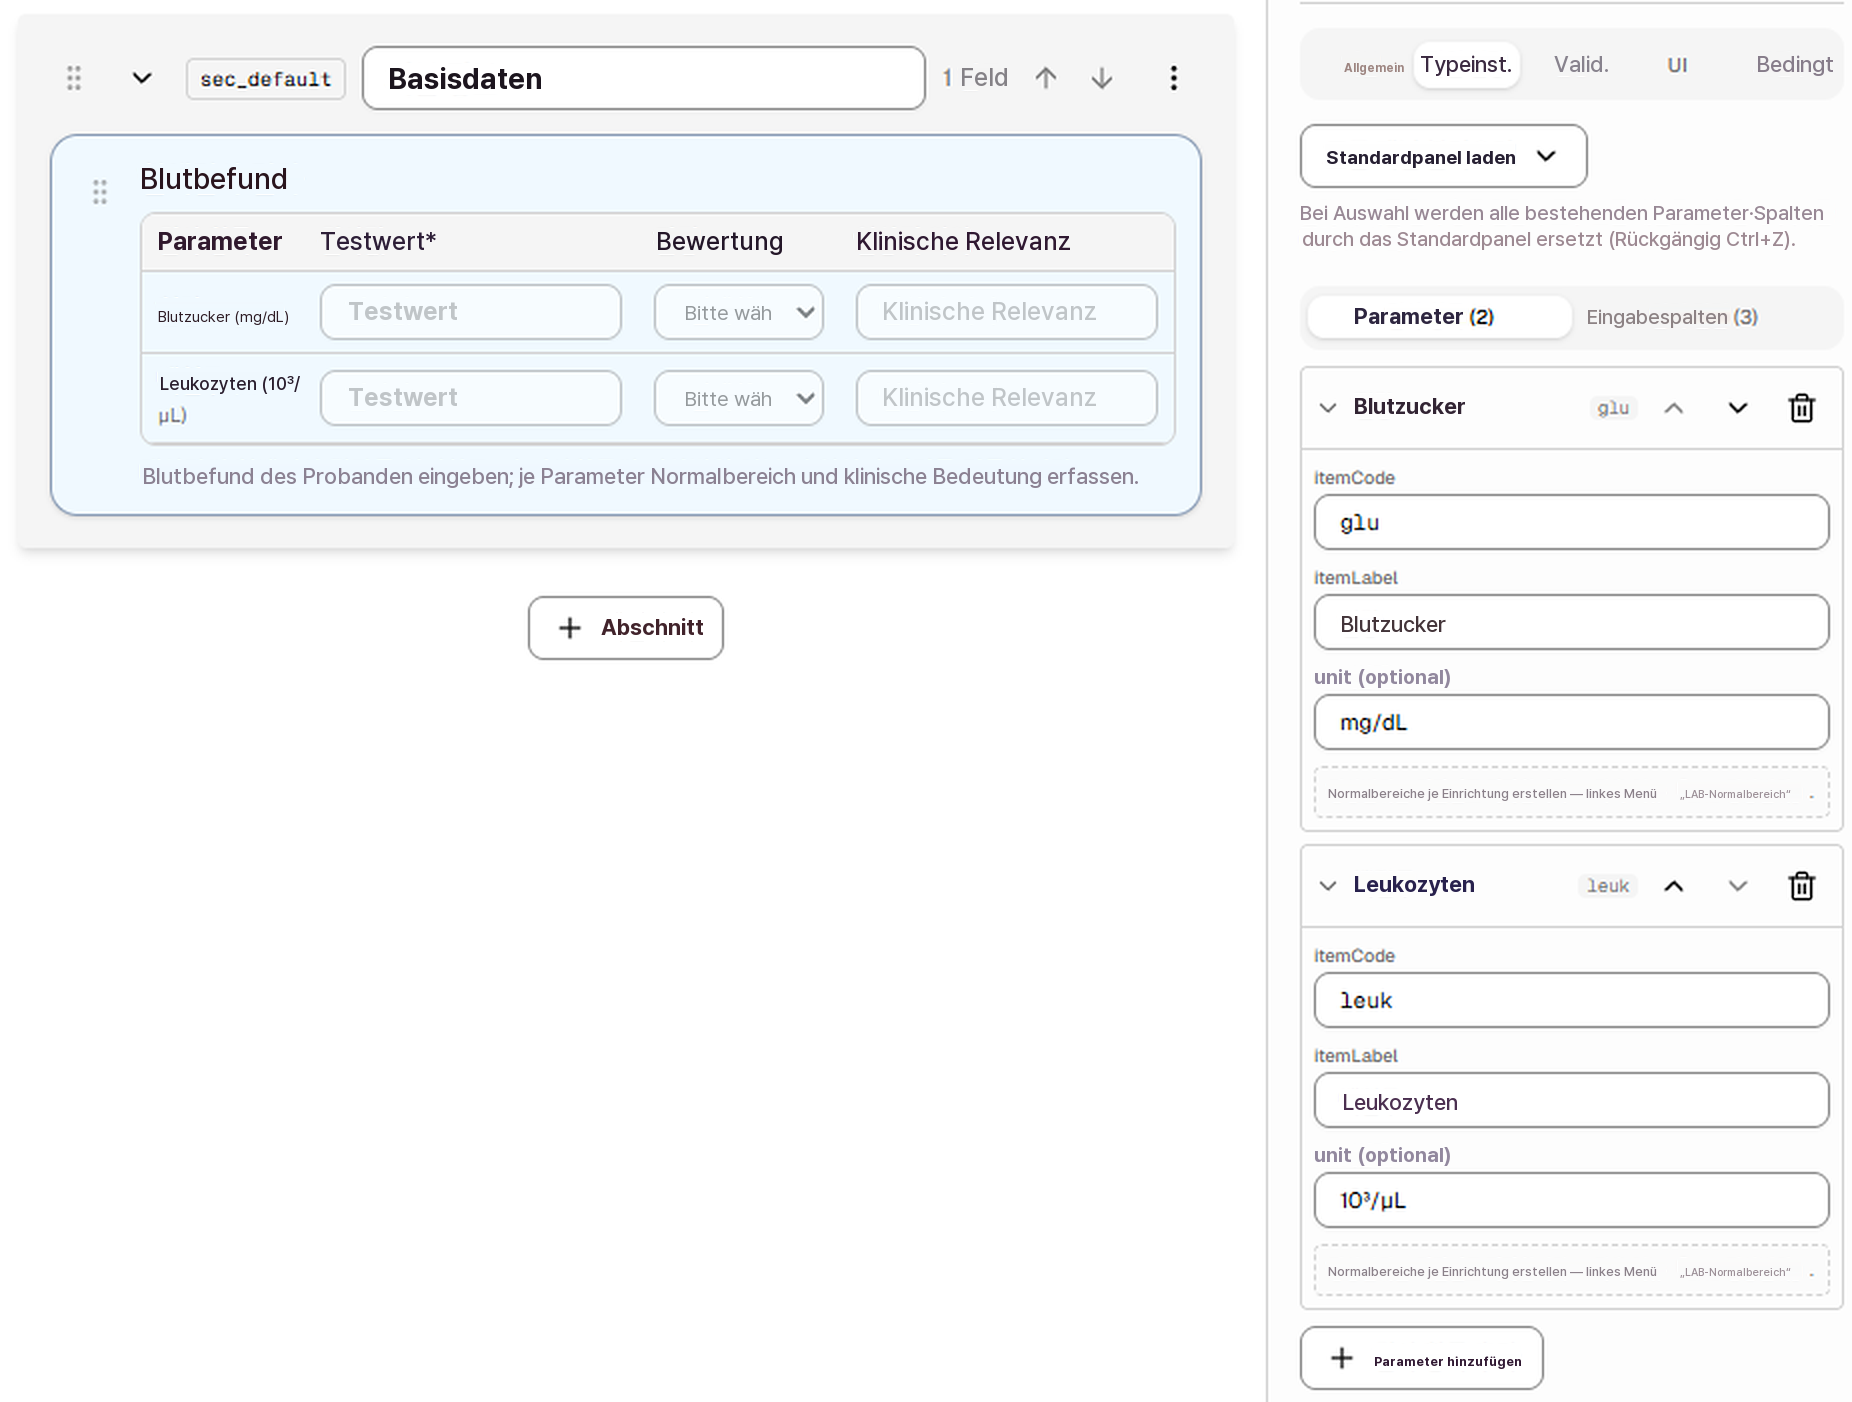 sec_default
Basisdaten
1 Feld
Blutbefund
Parameter Testwert* Bewertung Klinische Relevanz
Blutzucker (mg/dL) Testwert Bitte wäh Klinische Relevanz
Leukozyten (10³/
µL) Testwert Bitte wäh Klinische Relevanz
Blutbefund des Probanden eingeben; je Parameter Normalbereich und klinische Bedeutung erfassen.
Abschnitt
Allgemein Typeinst. Valid. UI Bedingt
Standardpanel laden
Bei Auswahl werden alle bestehenden Parameter·Spalten
durch das Standardpanel ersetzt (Rückgängig Ctrl+Z).
Parameter (2) Eingabespalten (3)
Blutzucker glu
itemCode
glu
itemLabel
Blutzucker
unit (optional)
mg/dL
Normalbereiche je Einrichtung erstellen — linkes Menü „LAB-Normalbereich“ .
Leukozyten leuk
itemCode
leuk
itemLabel
Leukozyten
unit (optional)
10³/µL
Normalbereiche je Einrichtung erstellen — linkes Menü „LAB-Normalbereich“ .
Parameter hinzufügen